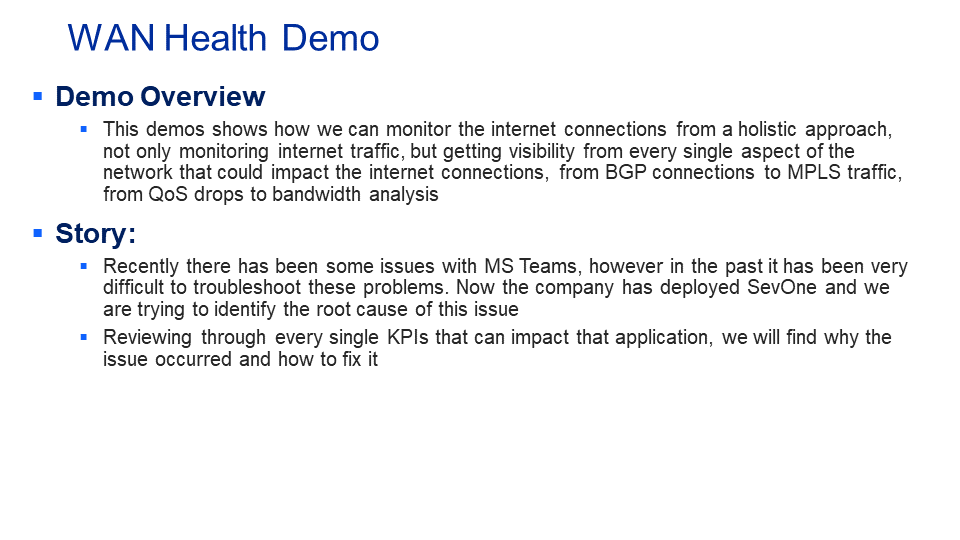 WAN Health Demo
Demo Overview
This demos shows how we can monitor the internet connections from a holistic approach,
not only monitoring internet traffic, but getting visibility from every single aspect of the
network that could impact the internet connections, from BGP connections to MPLS traffic,
from QoS drops to bandwidth analysis
Story:
Recently there has been some issues with MS Teams, however in the past it has been very
difficult to troubleshoot these problems. Now the company has deployed SevOne and we
are trying to identify the root cause of this issue
Reviewing through every single KPIs that can impact that application, we will find why the
issue occurred and how to fix it